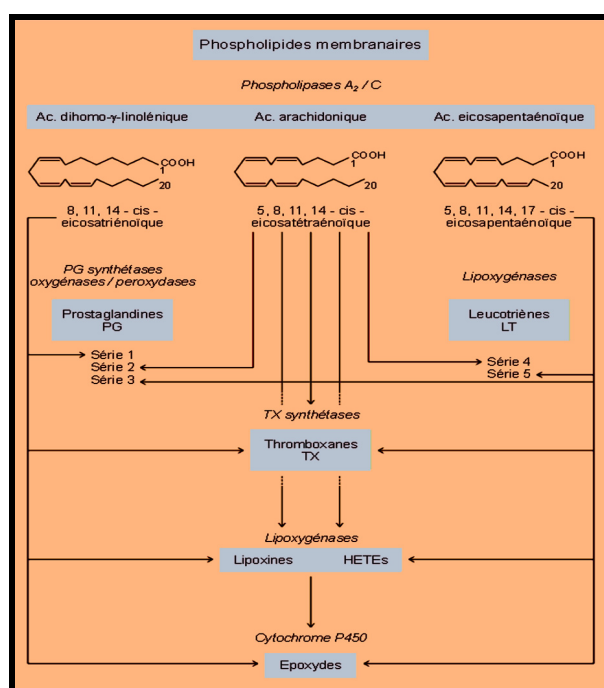 Phospholipides membranaires
Phospholipases A2 / C
Ac. dihomo-γ-linolénique
Ac. arachidonique
Ac. eicosapentaénoïque
COOH
1
20
COOH
1
20
COOH
1
20
8, 11, 14 - cis -
eicosatriénoïque
5, 8, 11, 14 - cis -
eicosatétraénoïque
5, 8, 11, 14, 17 - cis -
eicosapentaénoïque
PG synthétases
oxygénases / peroxydases
Lipoxygénases
Prostaglandines
PG
Leucotriènes
LT
Série 1
Série 2
Série 3
Série 4
Série 5
TX synthétases
Thromboxanes
TX
Lipoxygénases
Lipoxines HETEs
Cytochrome P450
Epoxydes